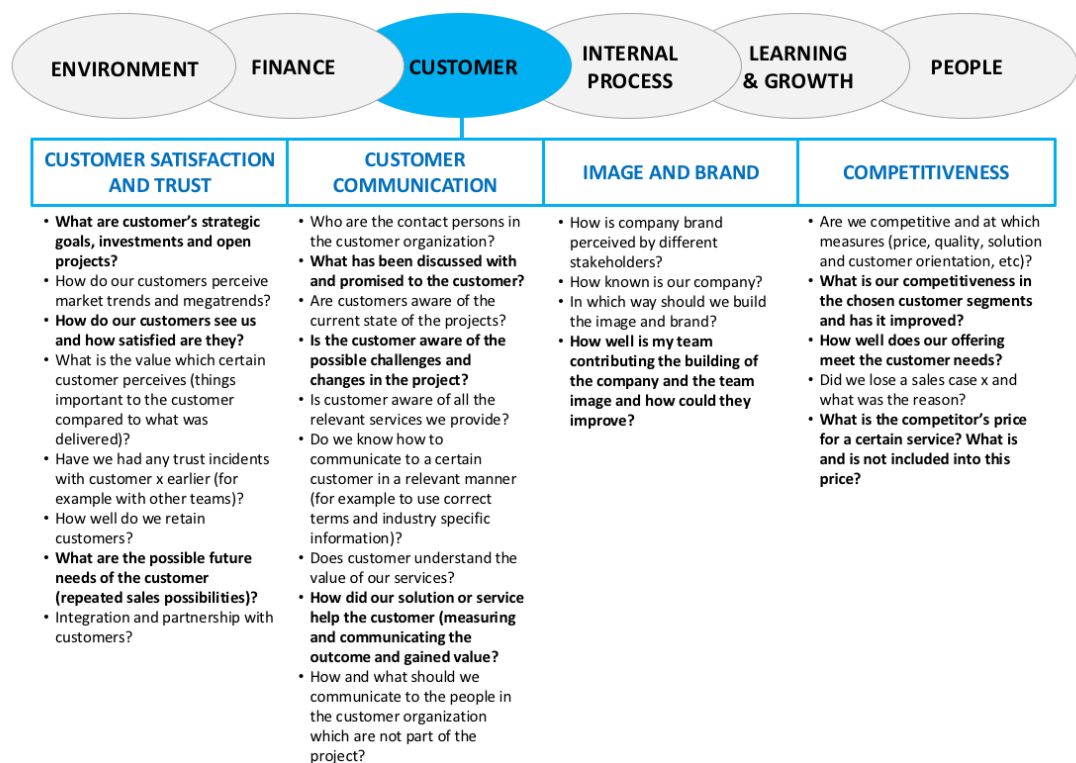 ENVIRONMENT
FINANCE
CUSTOMER
INTERNAL
PROCESS
LEARNING
& GROWTH
PEOPLE
CUSTOMER SATISFACTION
AND TRUST
• What are customer’s strategic
goals, investments and open
projects?
• How do our customers perceive
market trends and megatrends?
• How do our customers see us
and how satisfied are they?
• What is the value which certain
customer perceives (things
important to the customer
compared to what was
delivered)?
• Have we had any trust incidents
with customer x earlier (for
example with other teams)?
• How well do we retain
customers?
• What are the possible future
needs of the customer
(repeated sales possibilities)?
• Integration and partnership with
customers?
CUSTOMER
COMMUNICATION
• Who are the contact persons in
the customer organization?
• What has been discussed with
and promised to the customer?
• Are customers aware of the
current state of the projects?
• Is the customer aware of the
possible challenges and
changes in the project?
• Is customer aware of all the
relevant services we provide?
• Do we know how to
communicate to a certain
customer in a relevant manner
(for example to use correct
terms and industry specific
information)?
• Does customer understand the
value of our services?
• How did our solution or service
help the customer (measuring
and communicating the
outcome and gained value?
• How and what should we
communicate to the people in
the customer organization
which are not part of the
project?
IMAGE AND BRAND
• How is company brand
perceived by different
stakeholders?
• How known is our company?
• In which way should we build
the image and brand?
• How well is my team
contributing the building of
the company and the team
image and how could they
improve?
COMPETITIVENESS
• Are we competitive and at which
measures (price, quality, solution
and customer orientation, etc)?
• What is our competitiveness in
the chosen customer segments
and has it improved?
• How well does our offering
meet the customer needs?
• Did we lose a sales case x and
what was the reason?
• What is the competitor’s price
for a certain service? What is
and is not included into this
price?